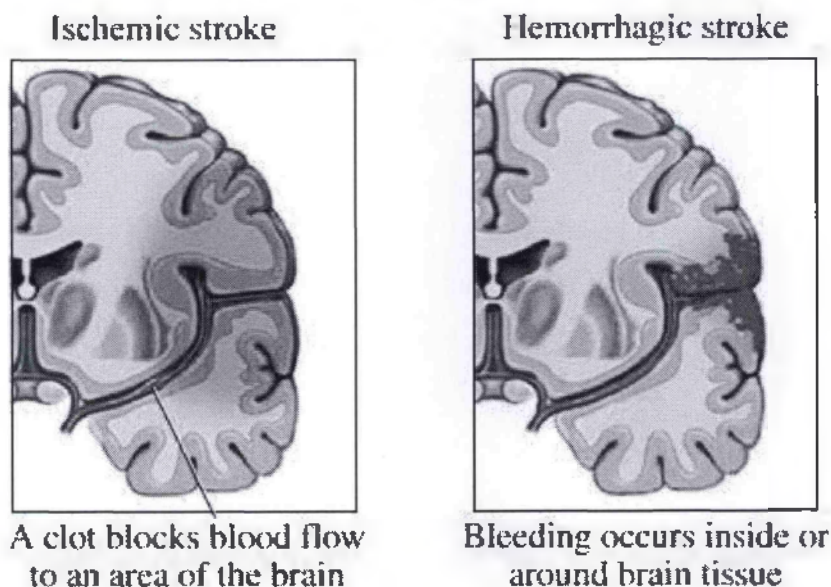 Ischemic stroke
Hemorrhagic stroke
A clot blocks blood flow
to an area of the brain
Bleeding occurs inside or
around brain tissue